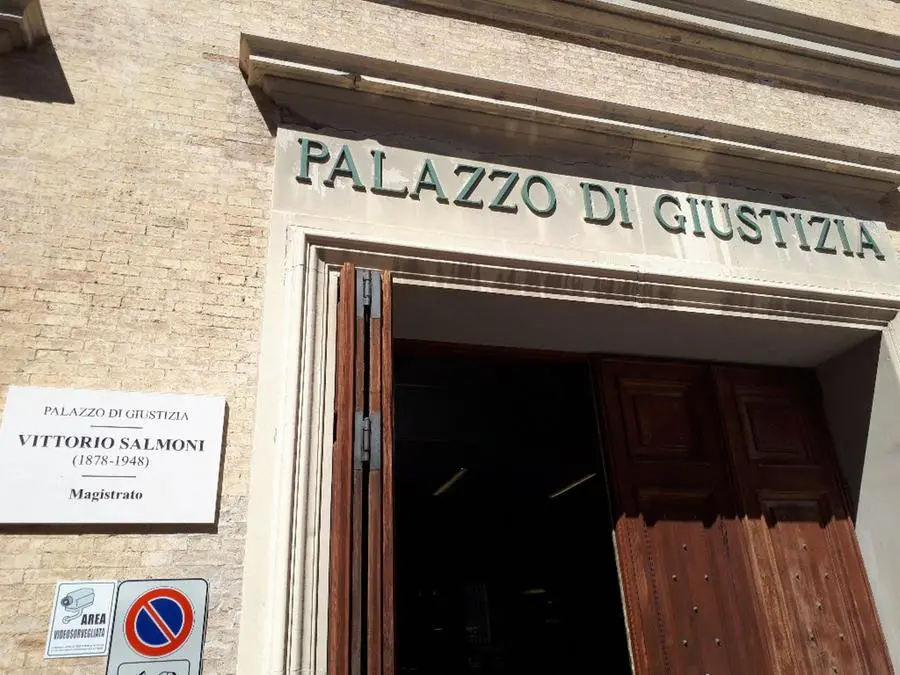 PALAZZO DI GIUSTIZIA
PALAZZO DI GIUSTIZIA
VITTORIO SALMONI
(1878-1948)
Magistrato
AREA
VIDEOSORVEGLIATA